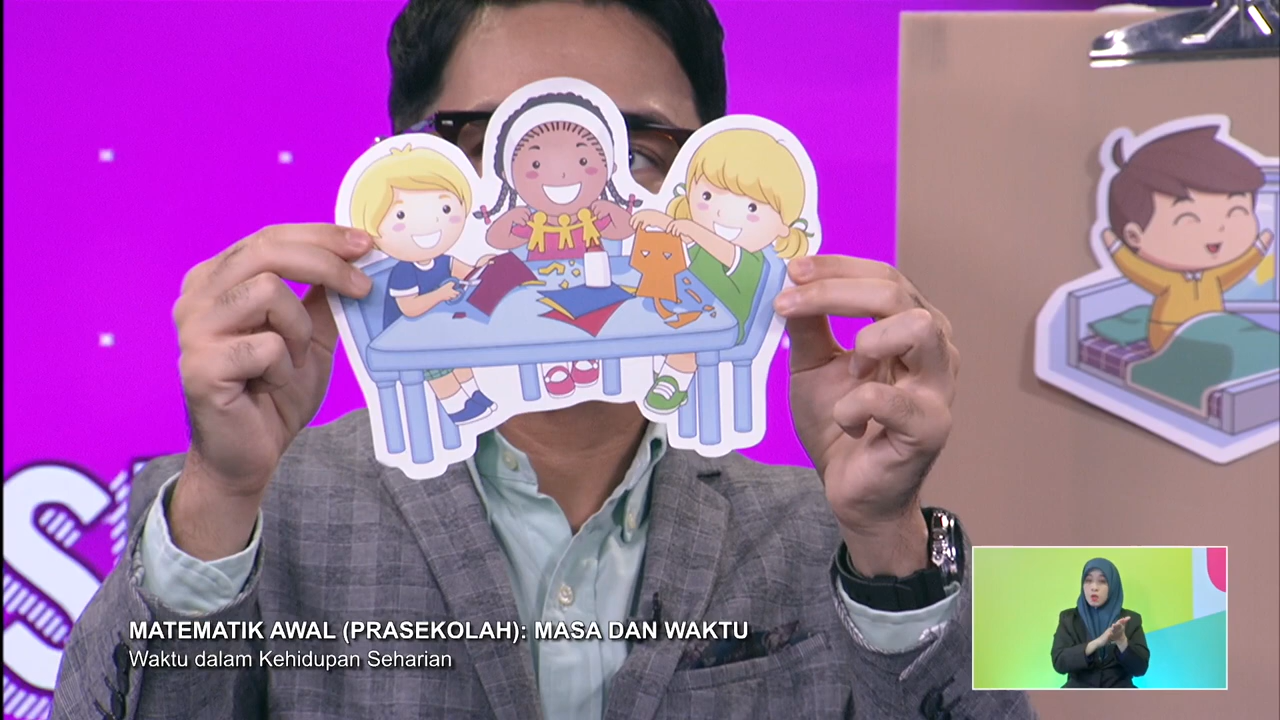 MATEMATIK AWAL (PRASEKOLAH): MASA DAN WAKTU
Waktu dalam Kehidupan Seharian